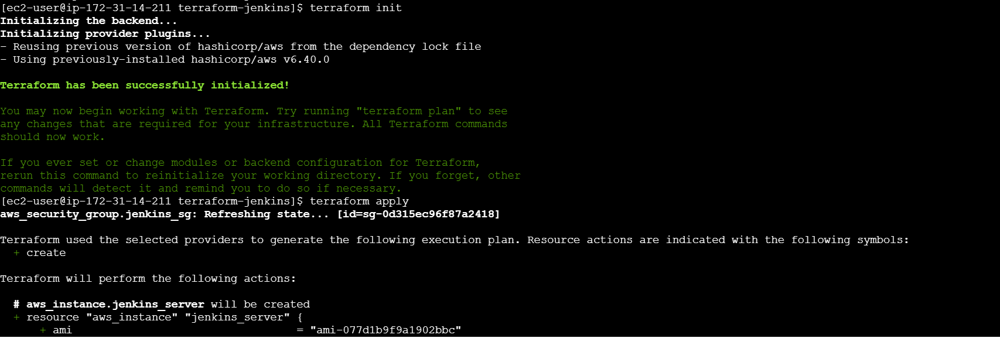 [ec2-user@ip-172-31-14-211 terraform-jenkins]$ terraform init
Initializing the backend...
Initializing provider plugins...
- Reusing previous version of hashicorp/aws from the dependency lock file
- Using previously-installed hashicorp/aws v6.40.0
Terraform has been successfully initialized!
You may now begin working with Terraform. Try running "terraform plan" to see
any changes that are required for your infrastructure. All Terraform commands
should now work.
If you ever set or change modules or backend configuration for Terraform,
rerun this command to reinitialize your working directory. If you forget, other
commands will detect it and remind you to do so if necessary.
[ec2-user@ip-172-31-14-211 terraform-jenkins]$ terraform apply
aws_security_group.jenkins_sg: Refreshing state... [id=sg-0d315ec96f87a2418]
Terraform used the selected providers to generate the following execution plan. Resource actions are indicated with the following symbols:
  + create
Terraform will perform the following actions:
  # aws_instance.jenkins_server will be created
  + resource "aws_instance" "jenkins_server" {
      + ami                                  = "ami-077d1b9f9a1902bbc"